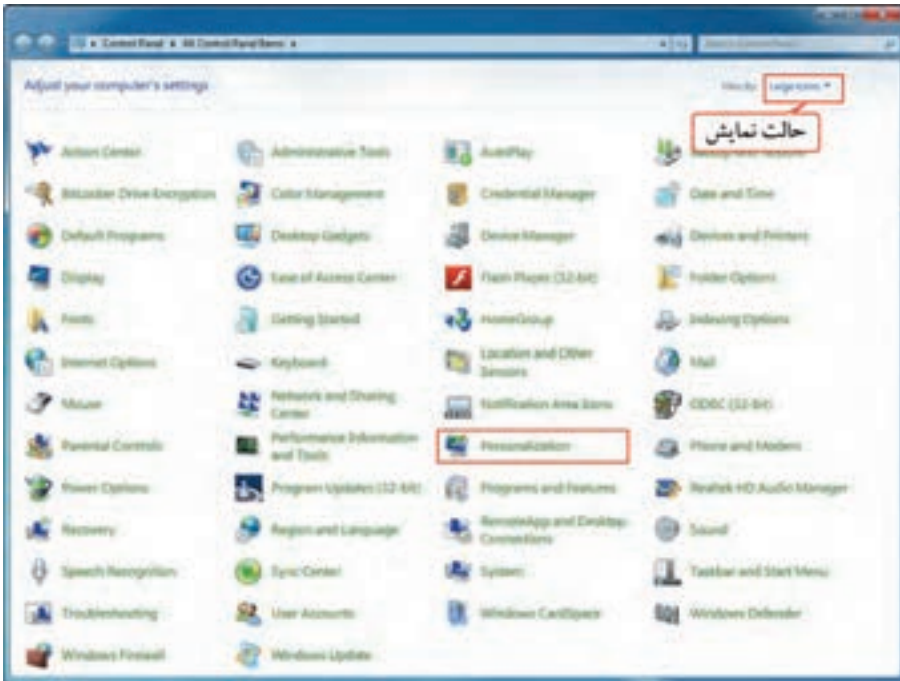 Control Panel ▸ All Control Panel Items ▸
Adjust your computer's settings
View by: Large icons ▾
حالت نمایش
Action Center
Administrative Tools
AutoPlay
Backup and Restore
BitLocker Drive Encryption
Color Management
Credential Manager
Date and Time
Default Programs
Desktop Gadgets
Device Manager
Devices and Printers
Display
Ease of Access Center
Flash Player (32-bit)
Folder Options
Fonts
Getting Started
HomeGroup
Indexing Options
Internet Options
Keyboard
Location and Other
Sensors
Mail
Mouse
Network and Sharing
Center
Notification Area Icons
ODBC (32-bit)
Parental Controls
Performance Information
and Tools
Personalization
Phone and Modem
Power Options
Program Updates (32-bit)
Programs and Features
Realtek HD Audio Manager
Recovery
Region and Language
RemoteApp and Desktop
Connections
Sound
Speech Recognition
Sync Center
System
Taskbar and Start Menu
Troubleshooting
User Accounts
Windows CardSpace
Windows Defender
Windows Firewall
Windows Update